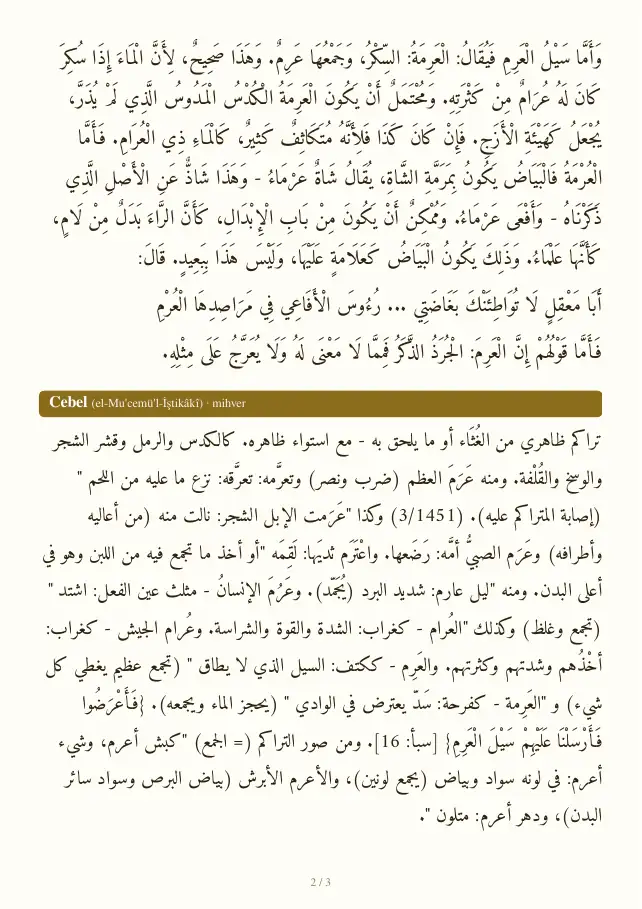 وَأَمَّا سَيْلُ الْعَرِمِ فَيُقَالُ: الْعَرِمَةُ: السِّكْرُ، وَجَمْعُهَا عَرِمٌ. وَهَذَا صَحِيحٌ، لِأَنَّ الْمَاءَ إِذَا سُكِرَ
كَانَ لَهُ عُرَامٌ مِنْ كَثْرَتِهِ. وَمُحْتَمَلٌ أَنْ يَكُونَ الْعَرِمَةُ الْكُدْسُ الْمَدُوسُ الَّذِي لَمْ يُذَرَّ،
يُجْعَلُ كَهَيْئَةِ الْأَزَجِ. فَإِنْ كَانَ كَذَا فَلِأَنَّهُ مُتَكَاثِفٌ كَثِيرٌ، كَالْمَاءِ ذِي الْعُرَامِ. فَأَمَّا
الْعُرْمَةُ فَالْبَيَاضُ يَكُونُ بِمَرَمَّةِ الشَّاةِ، يُقَالُ شَاةٌ عَرْمَاءُ - وَهَذَا شَاذٌّ عَنِ الْأَصْلِ الَّذِي
ذَكَرْنَاهُ - وَأَفْعَى عَرْمَاءُ. وَمُمْكِنٌ أَنْ يَكُونَ مِنْ بَابِ الْإِبْدَالِ، كَأَنَّ الرَّاءَ بَدَلٌ مِنْ لَامٍ،
كَأَنَّهَا عَلْمَاءُ. وَذَلِكَ يَكُونُ الْبَيَاضُ كَعَلَامَةٍ عَلَيْهَا، وَلَيْسَ هَذَا بِبَعِيدٍ. قَالَ:
أَبَا مَعْقِلٍ لَا تُوَاطِئَنْكَ بَغَاضَتِي ... رُءُوسَ الْأَفَاعِي فِي مَرَاصِدِهَا الْعُرْمِ
فَأَمَّا قَوْلُهُمْ إِنَّ الْعَرِمَ: الْجُرَذُ الذَّكَرُ فَمِمَّا لَا مَعْنَى لَهُ وَلَا يُعَرَّجُ عَلَى مِثْلِهِ.
Cebel (el-Mu'cemü'l-İştikâkî) · mihver
تراكم ظاهري من الغُثَاء أو ما يلحق به - مع استواء ظاهره. كالكدس والرمل وقشر الشجر
والوسخ والقُلْفة. ومنه عَرَمَ العظم (ضرب ونصر) وتعرَّمه: تعرَّقه: نزع ما عليه من اللحم "
(إصابة المتراكم عليه). (3/1451) وكذا "عَرَمت الإبل الشجر: نالت منه (من أعاليه
وأطرافه) وعَرَم الصبيُّ أمَّه: رَضَعها. واعْتَرَم ثديَها: لَقِمَه "أو أخذ ما تجمع فيه من اللبن وهو في
أعلى البدن. ومنه "ليل عارم: شديد البرد (يُجَمّد). وعَرُمَ الإنسانُ - مثلث عين الفعل: اشتد "
(تجمع وغلظ) وكذلك "العُرام - كغراب: الشدة والقوة والشراسة. وعُرام الجيش - كغراب:
أخْذُهم وشدتهم وكثرتهم. والعَرِم - ككتف: السيل الذي لا يطاق " (تجمع عظيم يغطي كل
شيء) و "العَرِمة - كفرحة: سَدّ يعترض في الوادي " (يحجز الماء ويجمعه). {فَأَعْرَضُوا
فَأَرْسَلْنَا عَلَيْهِمْ سَيْلَ الْعَرِمِ} [سبأ: 16]. ومن صور التراكم (= الجمع) "كبش أعرم، وشيء
أعرم: في لونه سواد وبياض (يجمع لونين)، والأعرم الأبرش (بياض البرص وسواد سائر
البدن)، ودهر أعرم: متلون ".
2 / 3